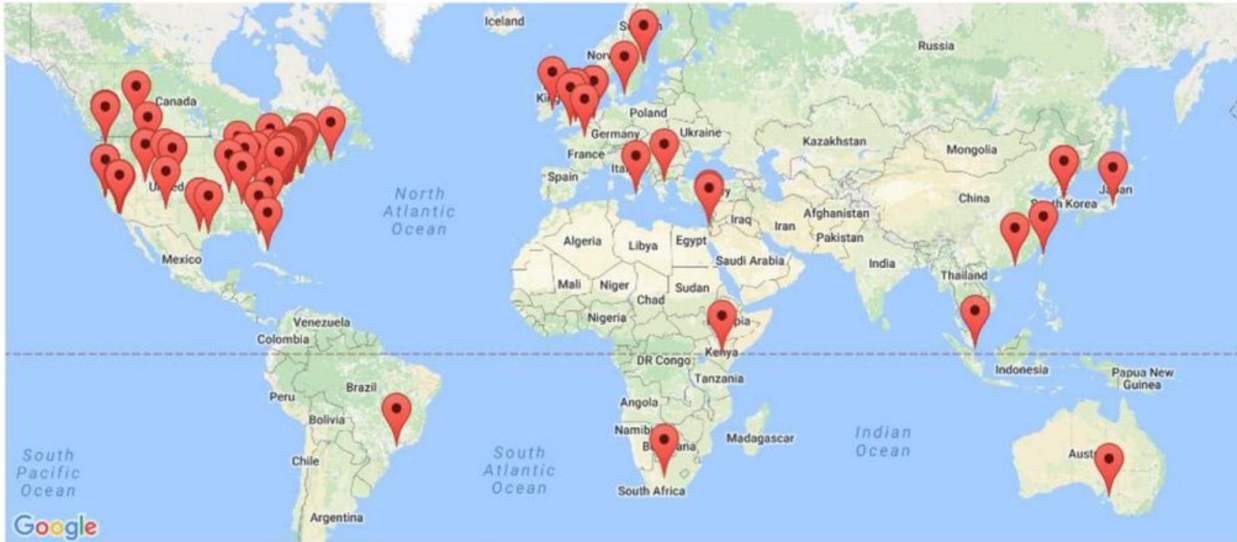 Iceland
Russia
Canada
Poland
Germany
Ukraine
Kazakhstan
Mongolia
France
Spain
North
Atlantic
Ocean
China
Japan
South Korea
Iraq
Iran
Afghanistan
Pakistan
Mexico
Algeria
Libya
Egypt
Saudi Arabia
India
Thailand
Mali
Niger
Sudan
Chad
Nigeria
Venezuela
Colombia
DR Congo
Kenya
Tanzania
Indonesia
Papua New
Guinea
Brazil
Peru
Bolivia
Angola
Madagascar
Indian
Ocean
South
Pacific
Ocean
Chile
South
Atlantic
Ocean
South Africa
Argentina
Google